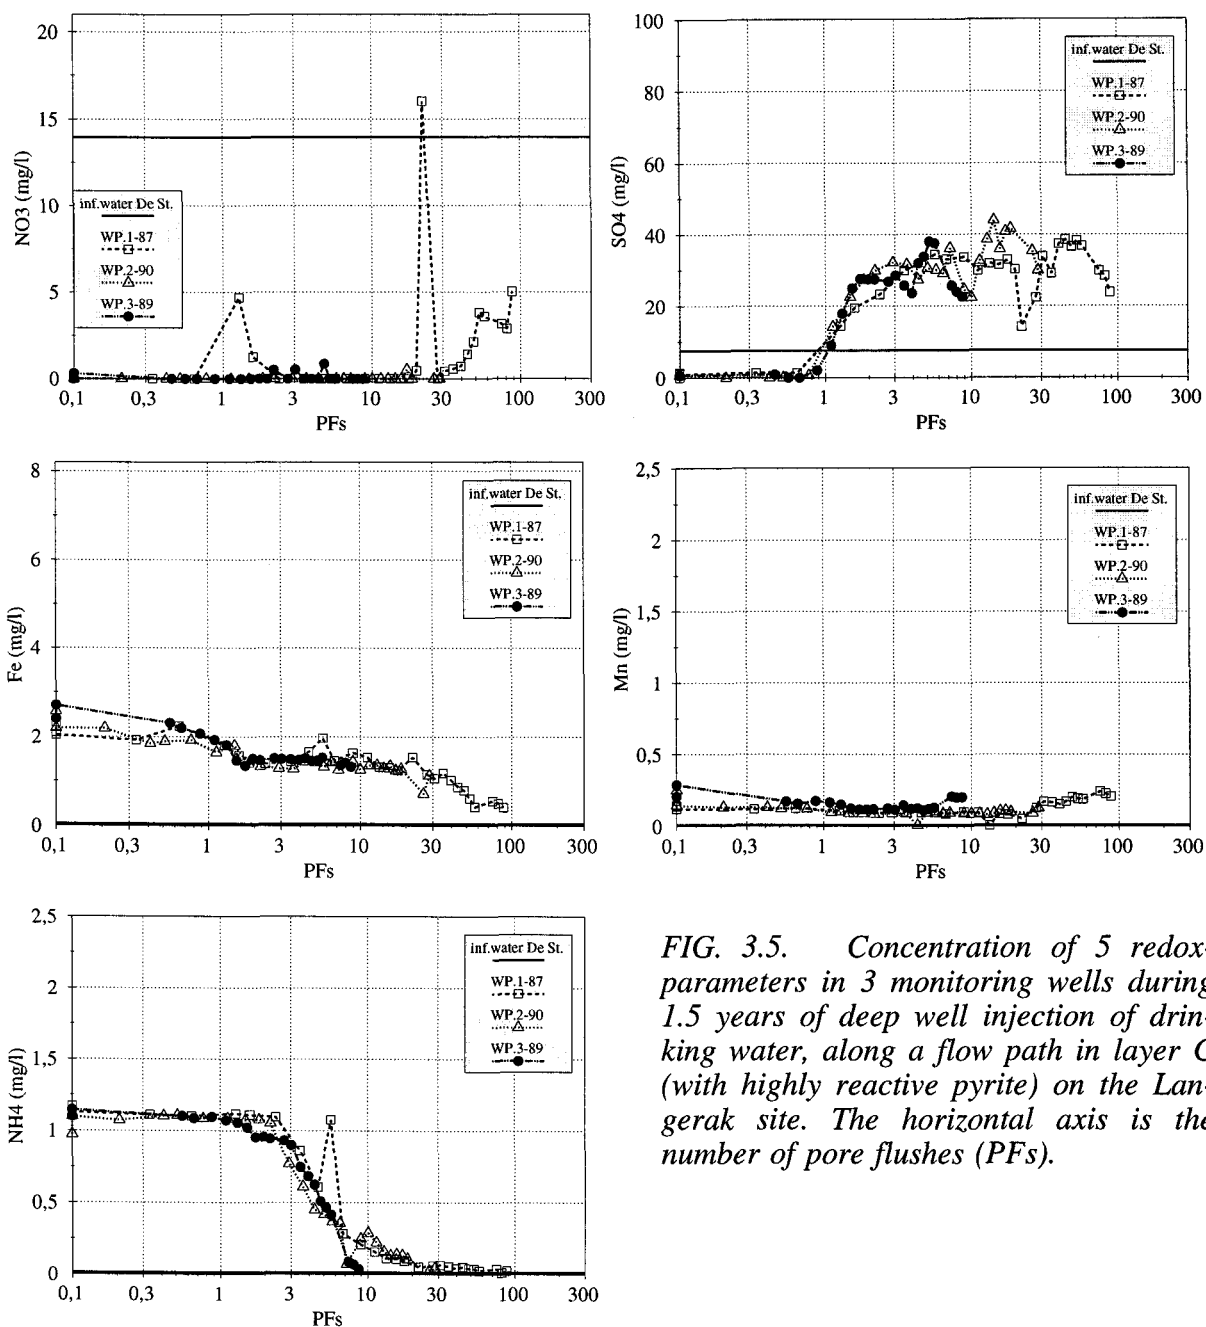 20
15
10
5
0
NO3 (mg/l)
inf.water De St.
WP.1-87
WP.2-90
WP.3-89
0,1 0,3 1 3 10 30 100 300
PFs
100
80
60
40
20
0
SO4 (mg/l)
inf.water De St.
WP.1-87
WP.2-90
WP.3-89
0,1 0,3 1 3 10 30 100 300
PFs
8
6
4
2
0
Fe (mg/l)
inf.water De St.
WP.1-87
WP.2-90
WP.3-89
0,1 0,3 1 3 10 30 100 300
PFs
2,5
2
1,5
1
0,5
0
Mn (mg/l)
inf.water De St.
WP.1-87
WP.2-90
WP.3-89
0,1 0,3 1 3 10 30 100 300
PFs
2,5
2
1,5
1
0,5
0
NH4 (mg/l)
inf.water De St.
WP.1-87
WP.2-90
WP.3-89
0,1 0,3 1 3 10 30 100 300
PFs
FIG. 3.5. Concentration of 5 redox-
parameters in 3 monitoring wells during
1.5 years of deep well injection of drin-
king water, along a flow path in layer C
(with highly reactive pyrite) on the Lan-
gerak site. The horizontal axis is the
number of pore flushes (PFs).